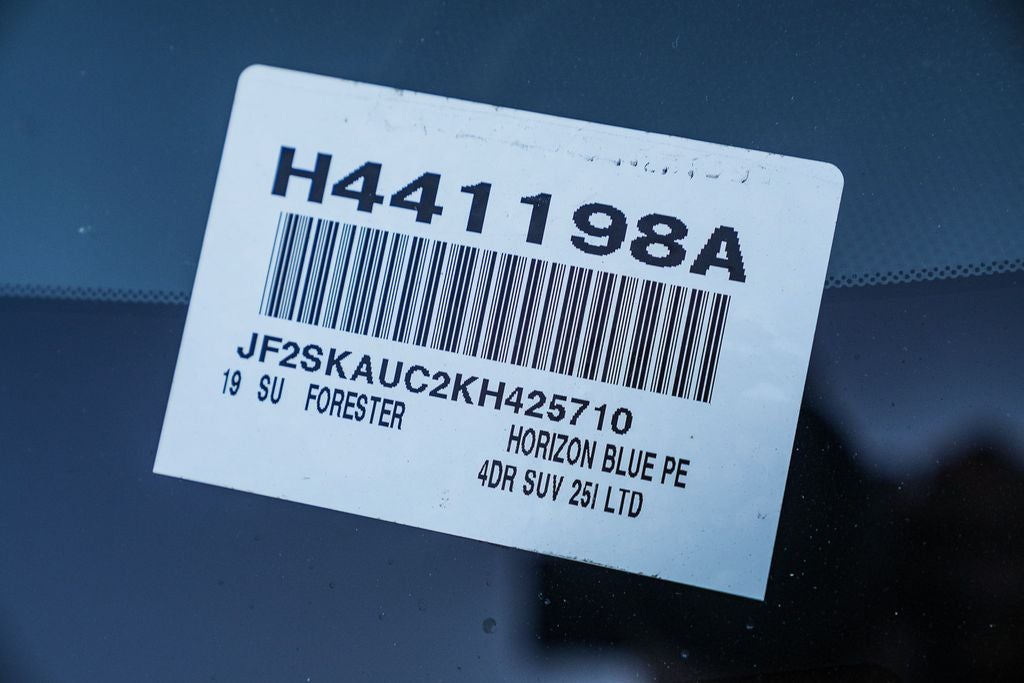 H441198A
JF2SKAUC2KH425710
19 SU FORESTER
HORIZON BLUE PE
4DR SUV 25I LTD